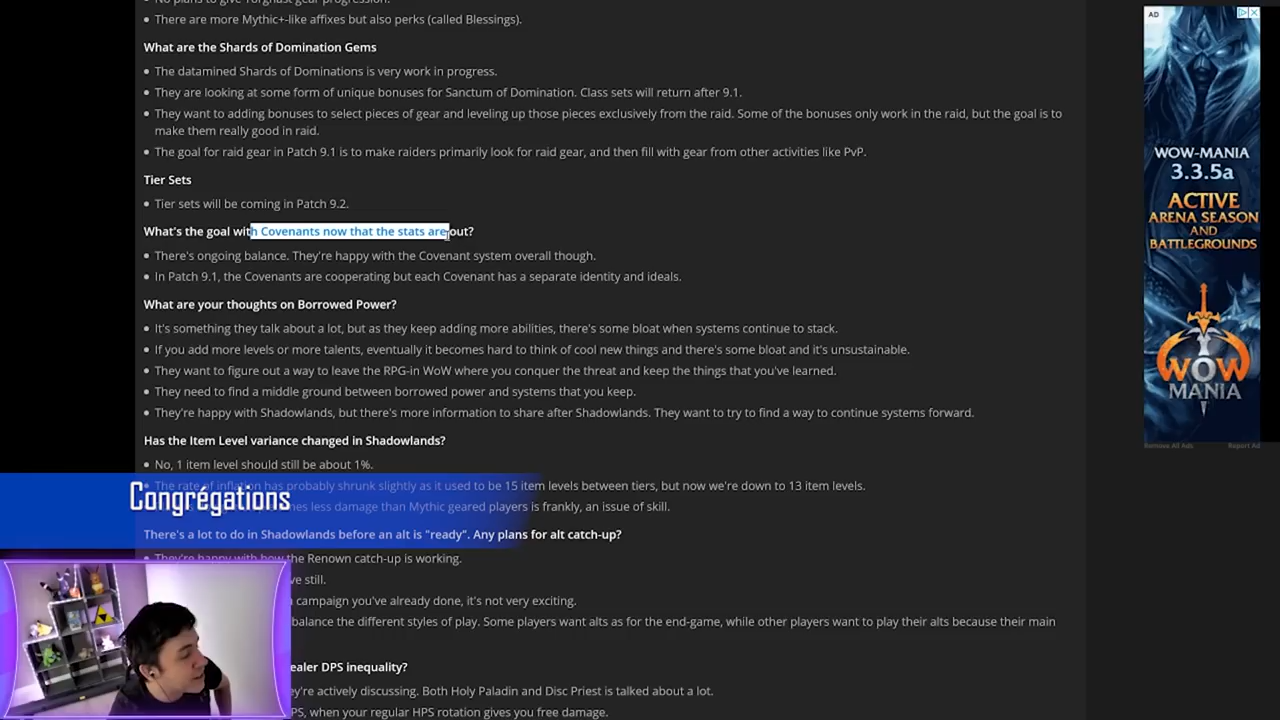 No plans to give Torghast gear progression.
There are more Mythic+-like affixes but also perks (called Blessings).
What are the Shards of Domination Gems
The datamined Shards of Dominations is very work in progress.
They are looking at some form of unique bonuses for Sanctum of Domination. Class sets will return after 9.1.
They want to adding bonuses to select pieces of gear and leveling up those pieces exclusively from the raid. Some of the bonuses only work in the raid, but the goal is to
make them really good in raid.
The goal for raid gear in Patch 9.1 is to make raiders primarily look for raid gear, and then fill with gear from other activities like PvP.
Tier Sets
Tier sets will be coming in Patch 9.2.
What's the goal with Covenants now that the stats are out?
There's ongoing balance. They're happy with the Covenant system overall though.
In Patch 9.1, the Covenants are cooperating but each Covenant has a separate identity and ideals.
What are your thoughts on Borrowed Power?
It's something they talk about a lot, but as they keep adding more abilities, there's some bloat when systems continue to stack.
If you add more levels or more talents, eventually it becomes hard to think of cool new things and there's some bloat and it's unsustainable.
They want to figure out a way to leave the RPG-in WoW where you conquer the threat and keep the things that you've learned.
They need to find a middle ground between borrowed power and systems that you keep.
They're happy with Shadowlands, but there's more information to share after Shadowlands. They want to try to find a way to continue systems forward.
Has the Item Level variance changed in Shadowlands?
No, 1 item level should still be about 1%.
The rate of inflation has probably shrunk slightly as it used to be 15 item levels between tiers, but now we're down to 13 item levels.
less damage than Mythic geared players is frankly, an issue of skill.
Congrégations
There's a lot to do in Shadowlands before an alt is "ready". Any plans for alt catch-up?
They're happy with how the Renown catch-up is working.
still.
campaign you've already done, it's not very exciting.
balance the different styles of play. Some players want alts as for the end-game, while other players want to play their alts because their main
DPS inequality?
actively discussing. Both Holy Paladin and Disc Priest is talked about a lot.
when your regular HPS rotation gives you free damage.
AD
WOW-MANIA
3.3.5a
ACTIVE
ARENA SEASON
AND
BATTLEGROUNDS
WOW
MANIA
Remove All Ads
Report Ad